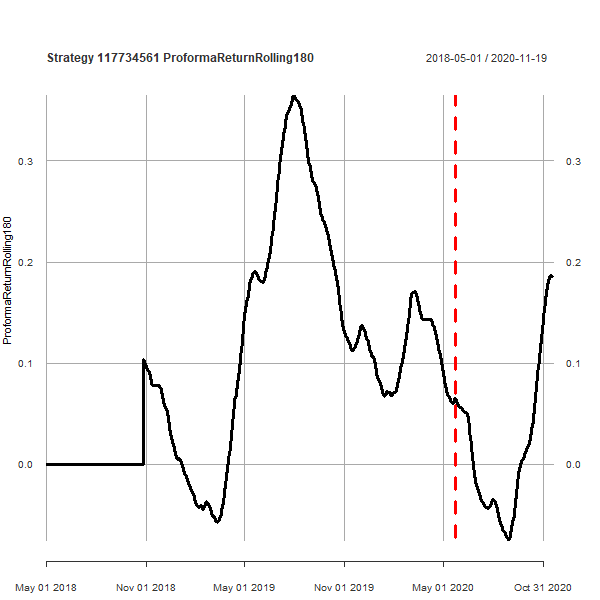 Strategy 117734561 ProformaReturnRolling180
2018-05-01 / 2020-11-19
ProformaReturnRolling180
0.3
0.3
0.2
0.2
0.1
0.1
0.0
0.0
May 01 2018
Nov 01 2018
May 01 2019
Nov 01 2019
May 01 2020
Oct 31 2020